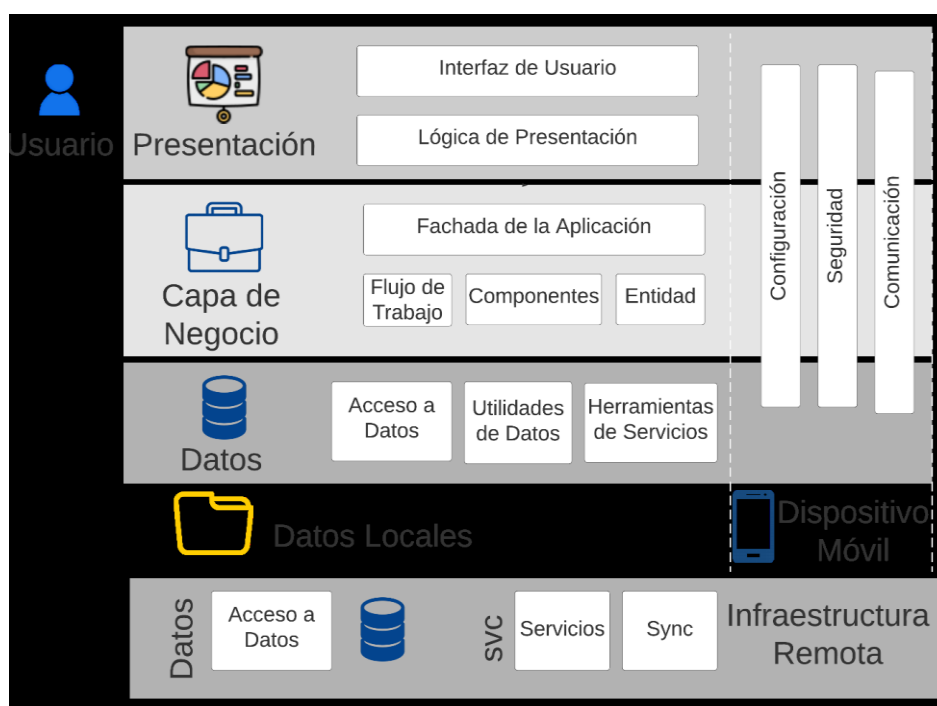 Usuario
Presentación
Interfaz de Usuario
Lógica de Presentación
Configuración
Seguridad
Comunicación
Capa de
Negocio
Fachada de la Aplicación
Flujo de
Trabajo
Componentes
Entidad
Datos
Acceso a
Datos
Utilidades
de Datos
Herramientas
de Servicios
Datos Locales
Dispositivo
Móvil
Datos
Acceso a
Datos
svc
Servicios
Sync
Infraestructura
Remota